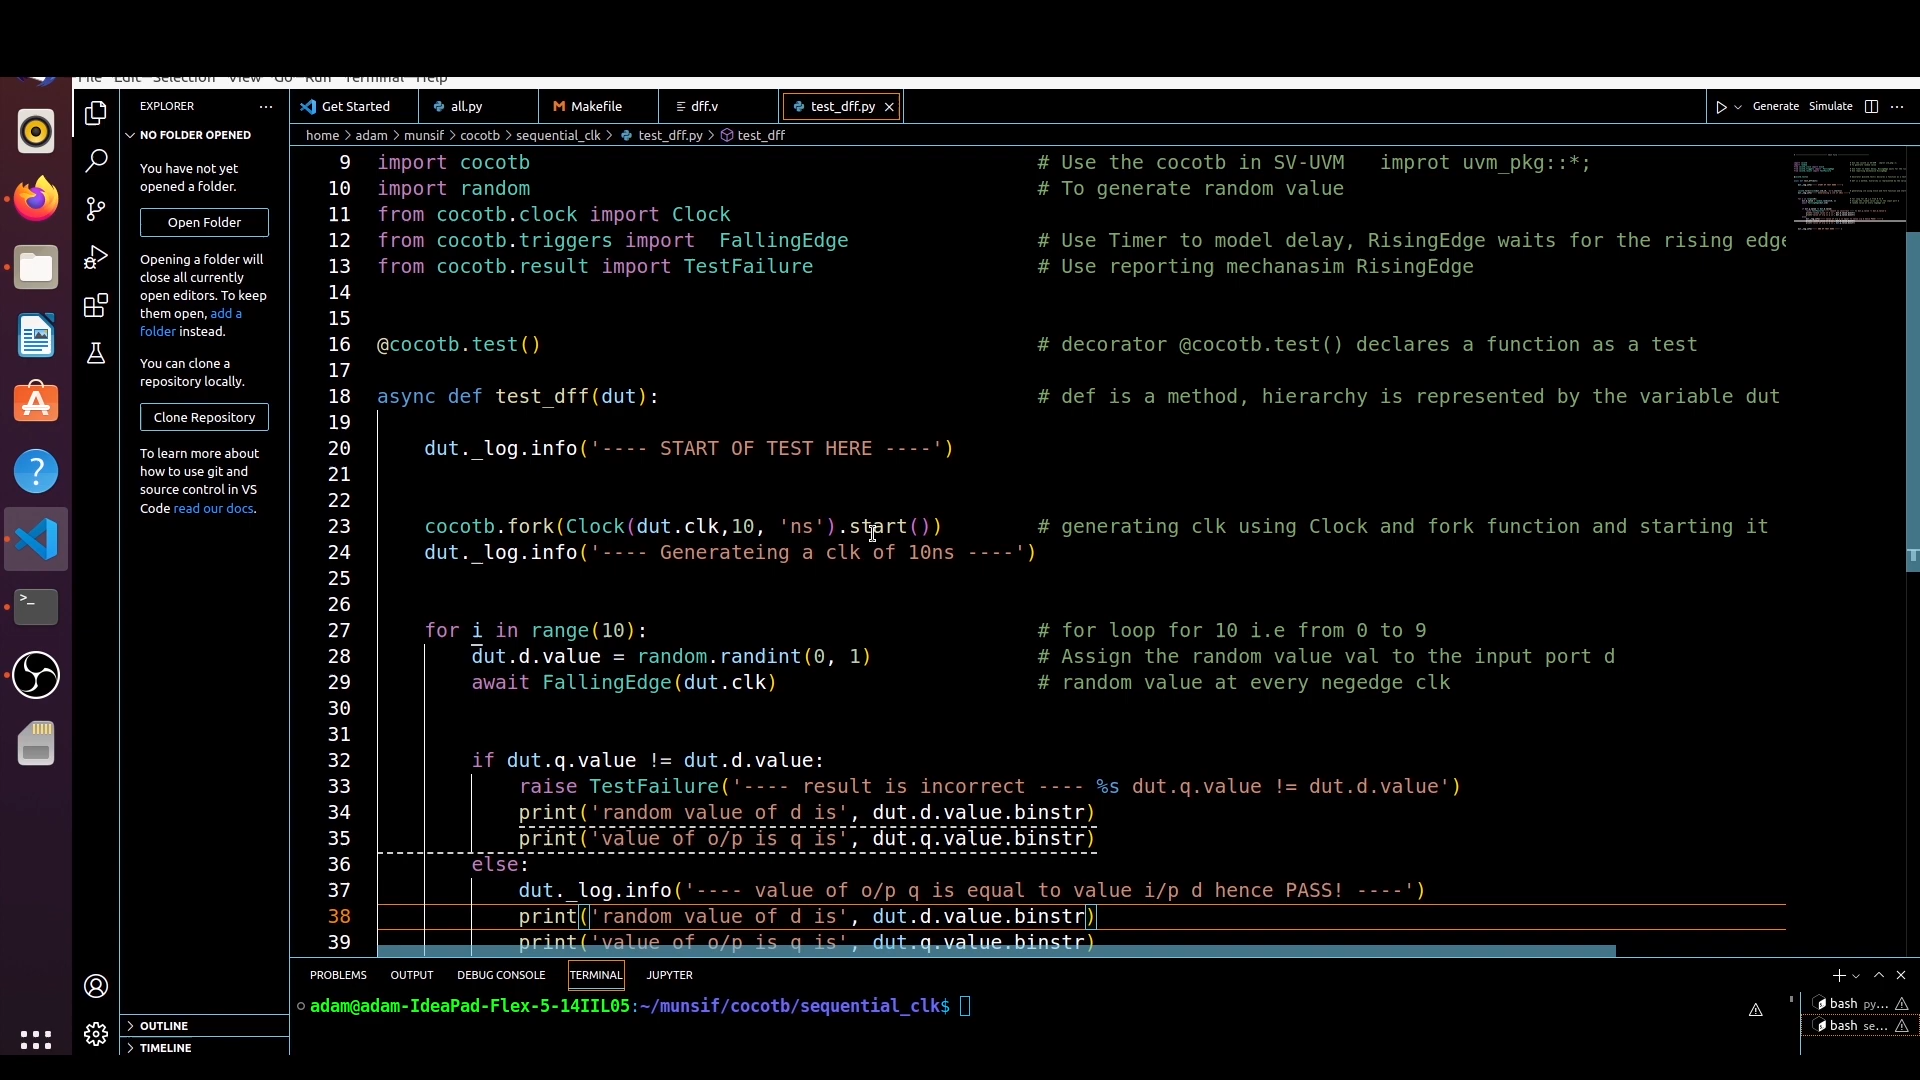 File Edit Selection View Go Run Terminal Help
EXPLORER
Get Started
all.py
Makefile
dff.v
test_dff.py
Generate
Simulate
NO FOLDER OPENED
You have not yet
opened a folder.
Open Folder
Opening a folder will
close all currently
open editors. To keep
them open, add a
folder instead.
You can clone a
repository locally.
Clone Repository
To learn more about
how to use git and
source control in VS
Code read our docs.
OUTLINE
TIMELINE
home > adam > munsif > cocotb > sequential_clk > test_dff.py > test_dff
9 import cocotb # Use the cocotb in SV-UVM improt uvm_pkg::*;
10 import random # To generate random value
11 from cocotb.clock import Clock
12 from cocotb.triggers import FallingEdge # Use Timer to model delay, RisingEdge waits for the rising edge
13 from cocotb.result import TestFailure # Use reporting mechanasim RisingEdge
14
15
16 @cocotb.test() # decorator @cocotb.test() declares a function as a test
17
18 async def test_dff(dut): # def is a method, hierarchy is represented by the variable dut
19
20 dut._log.info('---- START OF TEST HERE ----')
21
22
23 cocotb.fork(Clock(dut.clk,10, 'ns').start()) # generating clk using Clock and fork function and starting it
24 dut._log.info('---- Generateing a clk of 10ns ----')
25
26
27 for i in range(10): # for loop for 10 i.e from 0 to 9
28 dut.d.value = random.randint(0, 1) # Assign the random value val to the input port d
29 await FallingEdge(dut.clk) # random value at every negedge clk
30
31
32 if dut.q.value != dut.d.value:
33 raise TestFailure('---- result is incorrect ---- %s dut.q.value != dut.d.value')
34 print('random value of d is', dut.d.value.binstr)
35 print('value of o/p is q is', dut.q.value.binstr)
36 else:
37 dut._log.info('---- value of o/p q is equal to value i/p d hence PASS! ----')
38 print('random value of d is', dut.d.value.binstr)
39 print('value of o/p is q is', dut.q.value.binstr)
PROBLEMS OUTPUT DEBUG CONSOLE TERMINAL JUPYTER
adam@adam-IdeaPad-Flex-5-14IIL05:~/munsif/cocotb/sequential_clk$
bash py...
bash se...